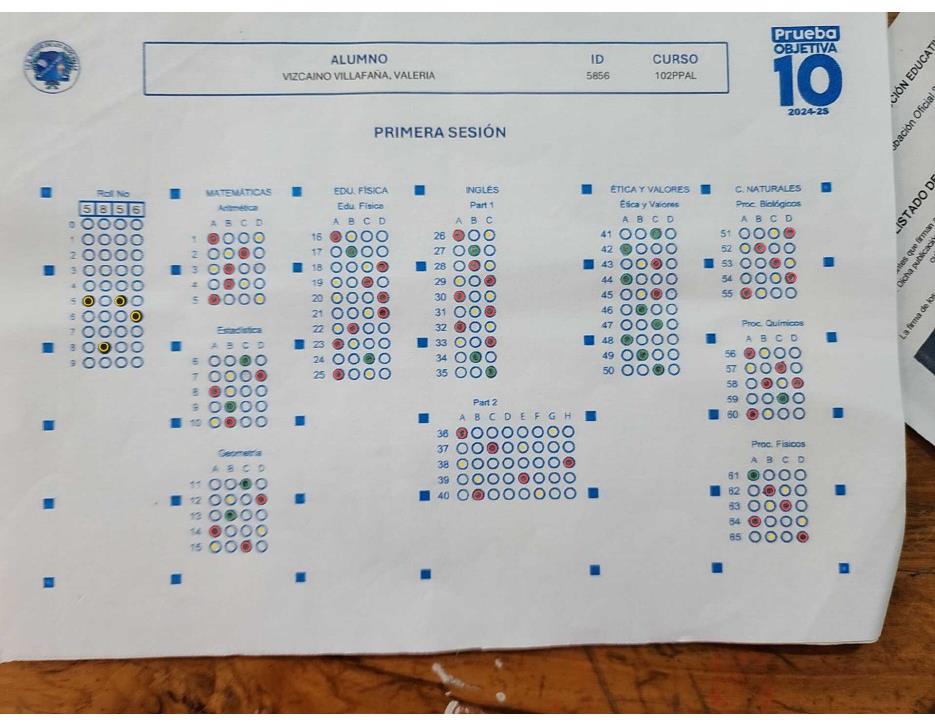 Prueba
OBJETIVA
10
2024-2S
ALUMNO ID CURSO
VIZCAINO VILLAFAÑA, VALERIA 5856 102PPAL
PRIMERA SESIÓN
Roll No
5 8 5 6
0
1
2
3
4
5
6
7
8
9
MATEMÁTICAS
Aritmética
A B C D
1
2
3
4
5
Estadística
A B C D
6
7
8
9
10
Geometría
A B C D
11
12
13
14
15
EDU. FÍSICA
Edu. Física
A B C D
16
17
18
19
20
21
22
23
24
25
INGLÉS
Part 1
A B C
26
27
28
29
30
31
32
33
34
35
Part 2
A B C D E F G H
36
37
38
39
40
ÉTICA Y VALORES
Ética y Valores
A B C D
41
42
43
44
45
46
47
48
49
50
C. NATURALES
Proc. Biológicos
A B C D
51
52
53
54
55
Proc. Químicos
A B C D
56
57
58
59
60
Proc. Físicos
A B C D
61
62
63
64
65
CIÓN EDUCATI
bación Oficial
LISTADO DE
Dicha publicació
La firma de los